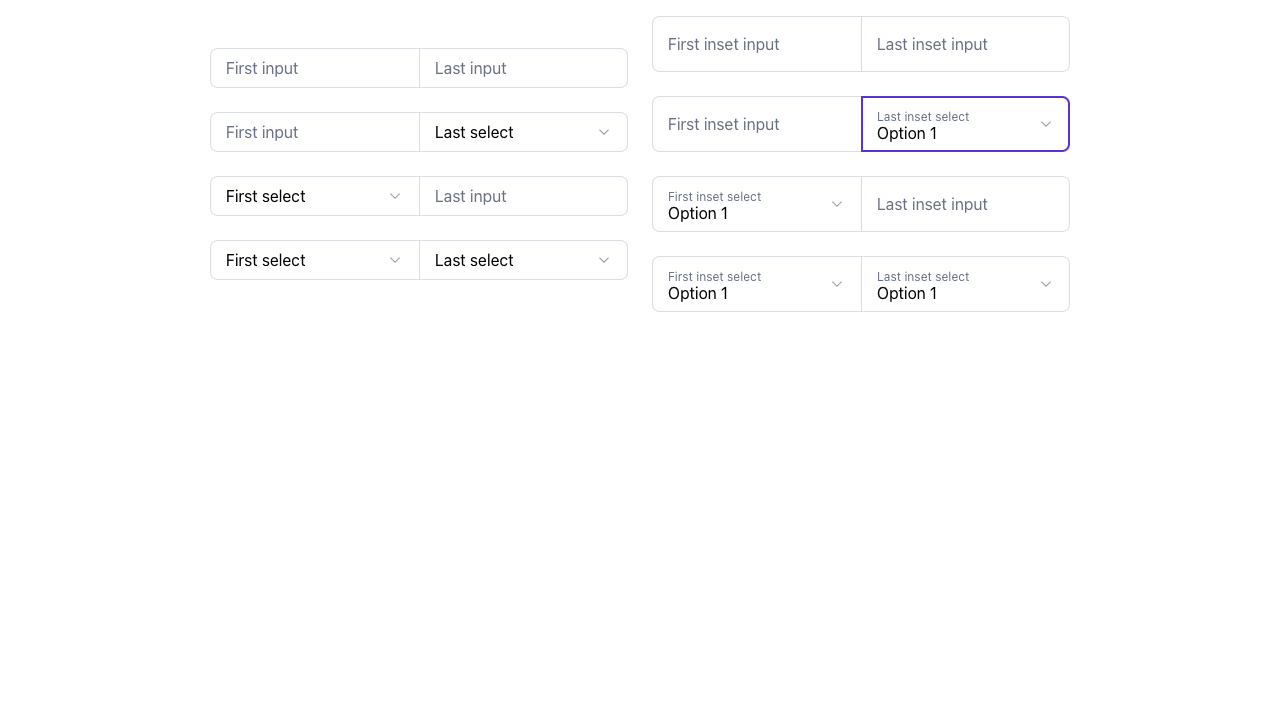 First input
Last input
First input
Last select
First select
Last input
First select
Last select
First inset input
Last inset input
First inset input
Last inset select
Option 1
First inset select
Option 1
Last inset input
First inset select
Option 1
Last inset select
Option 1